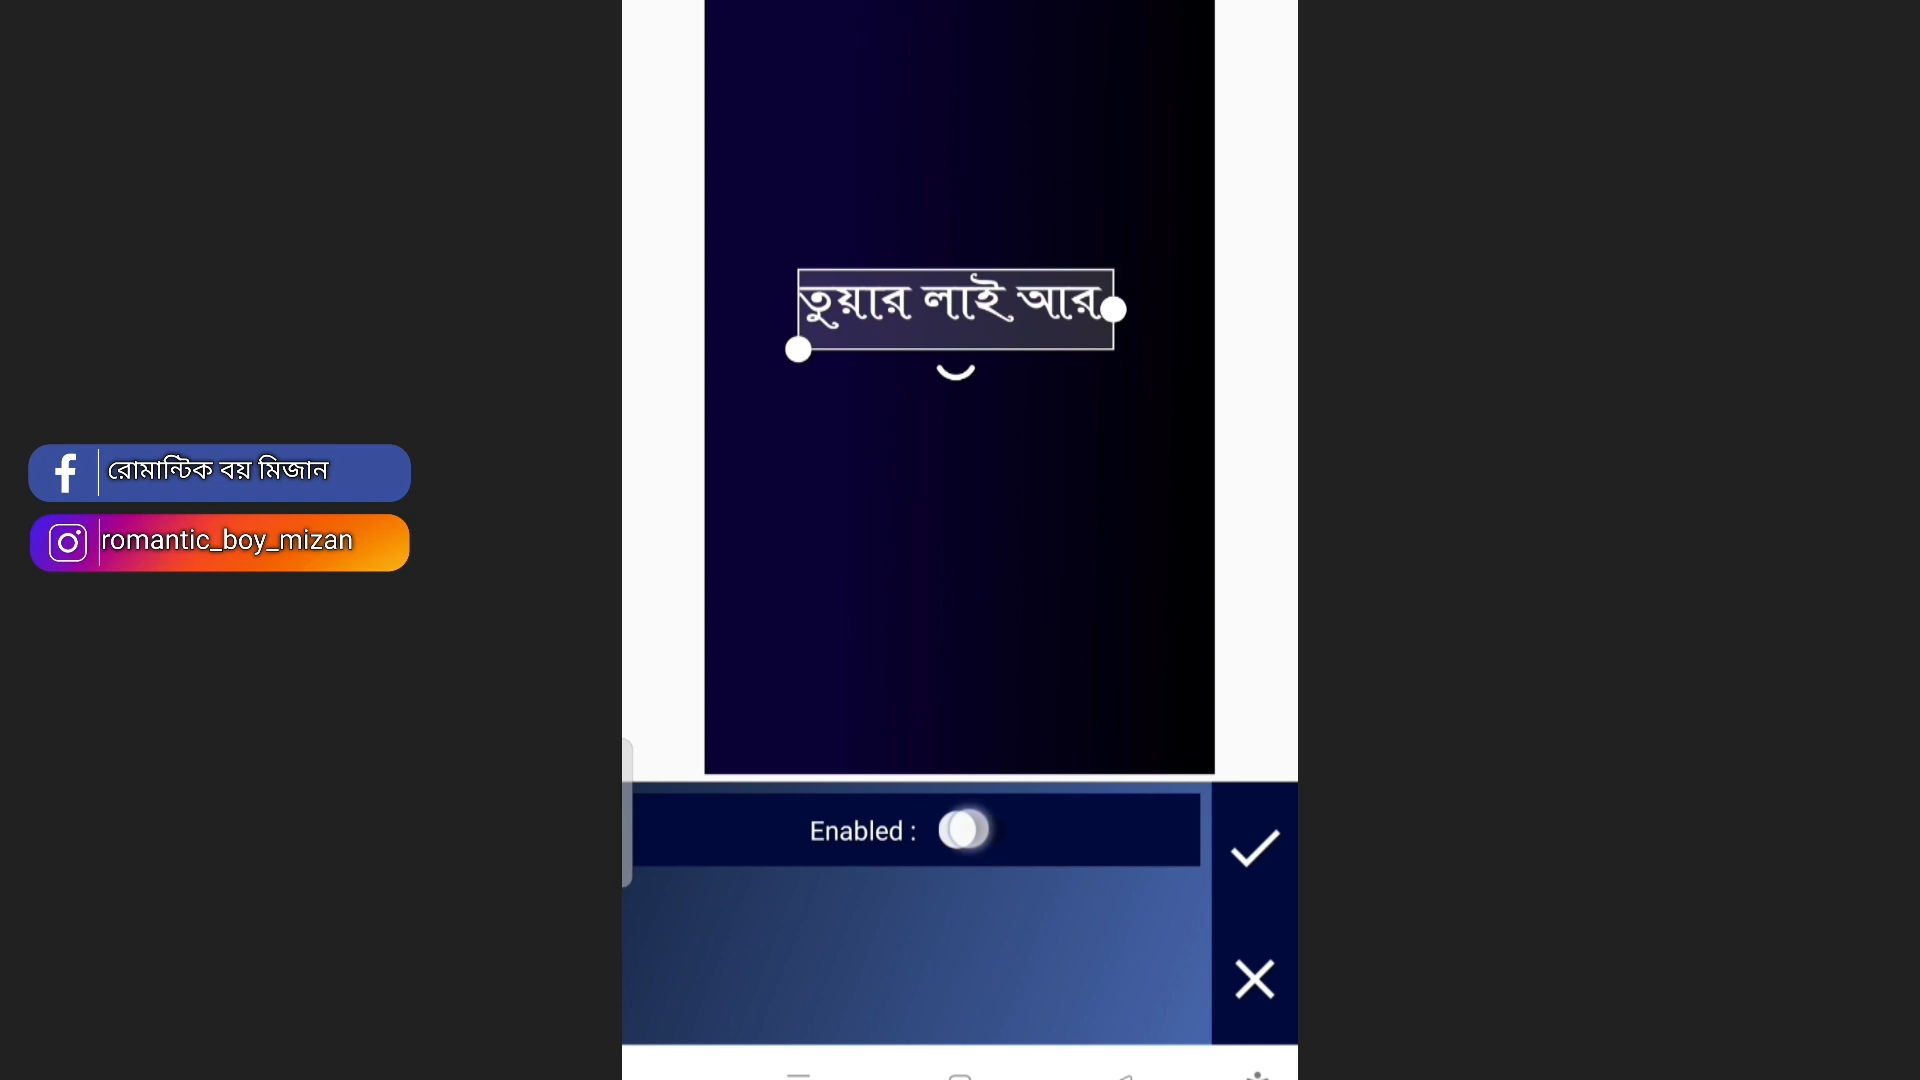 তুয়ার লাই আর
রোমান্টিক বয় মিজান
romantic_boy_mizan
Enabled :